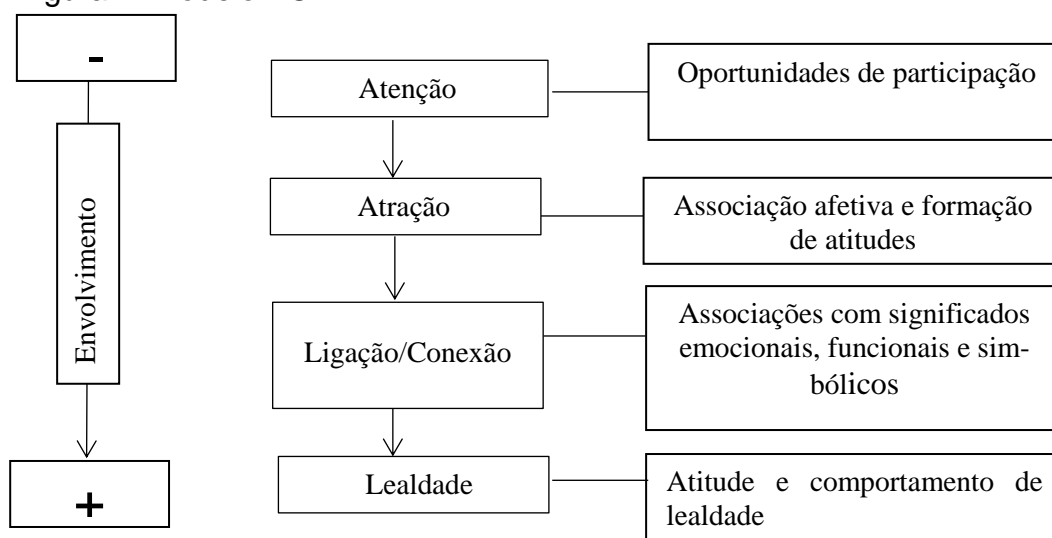 -
Envolvimento
+
Atenção
Oportunidades de participação
Atração
Associação afetiva e formação
de atitudes
Ligação/Conexão
Associações com significados
emocionais, funcionais e sim-
bólicos
Lealdade
Atitude e comportamento de
lealdade